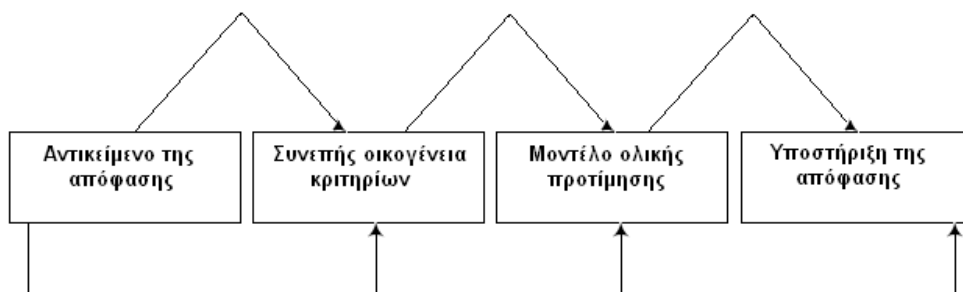 Αντικείμενο της
απόφασης
Συνεπής οικογένεια
κριτηρίων
Μοντέλο ολικής
προτίμησης
Υποστήριξη της
απόφασης